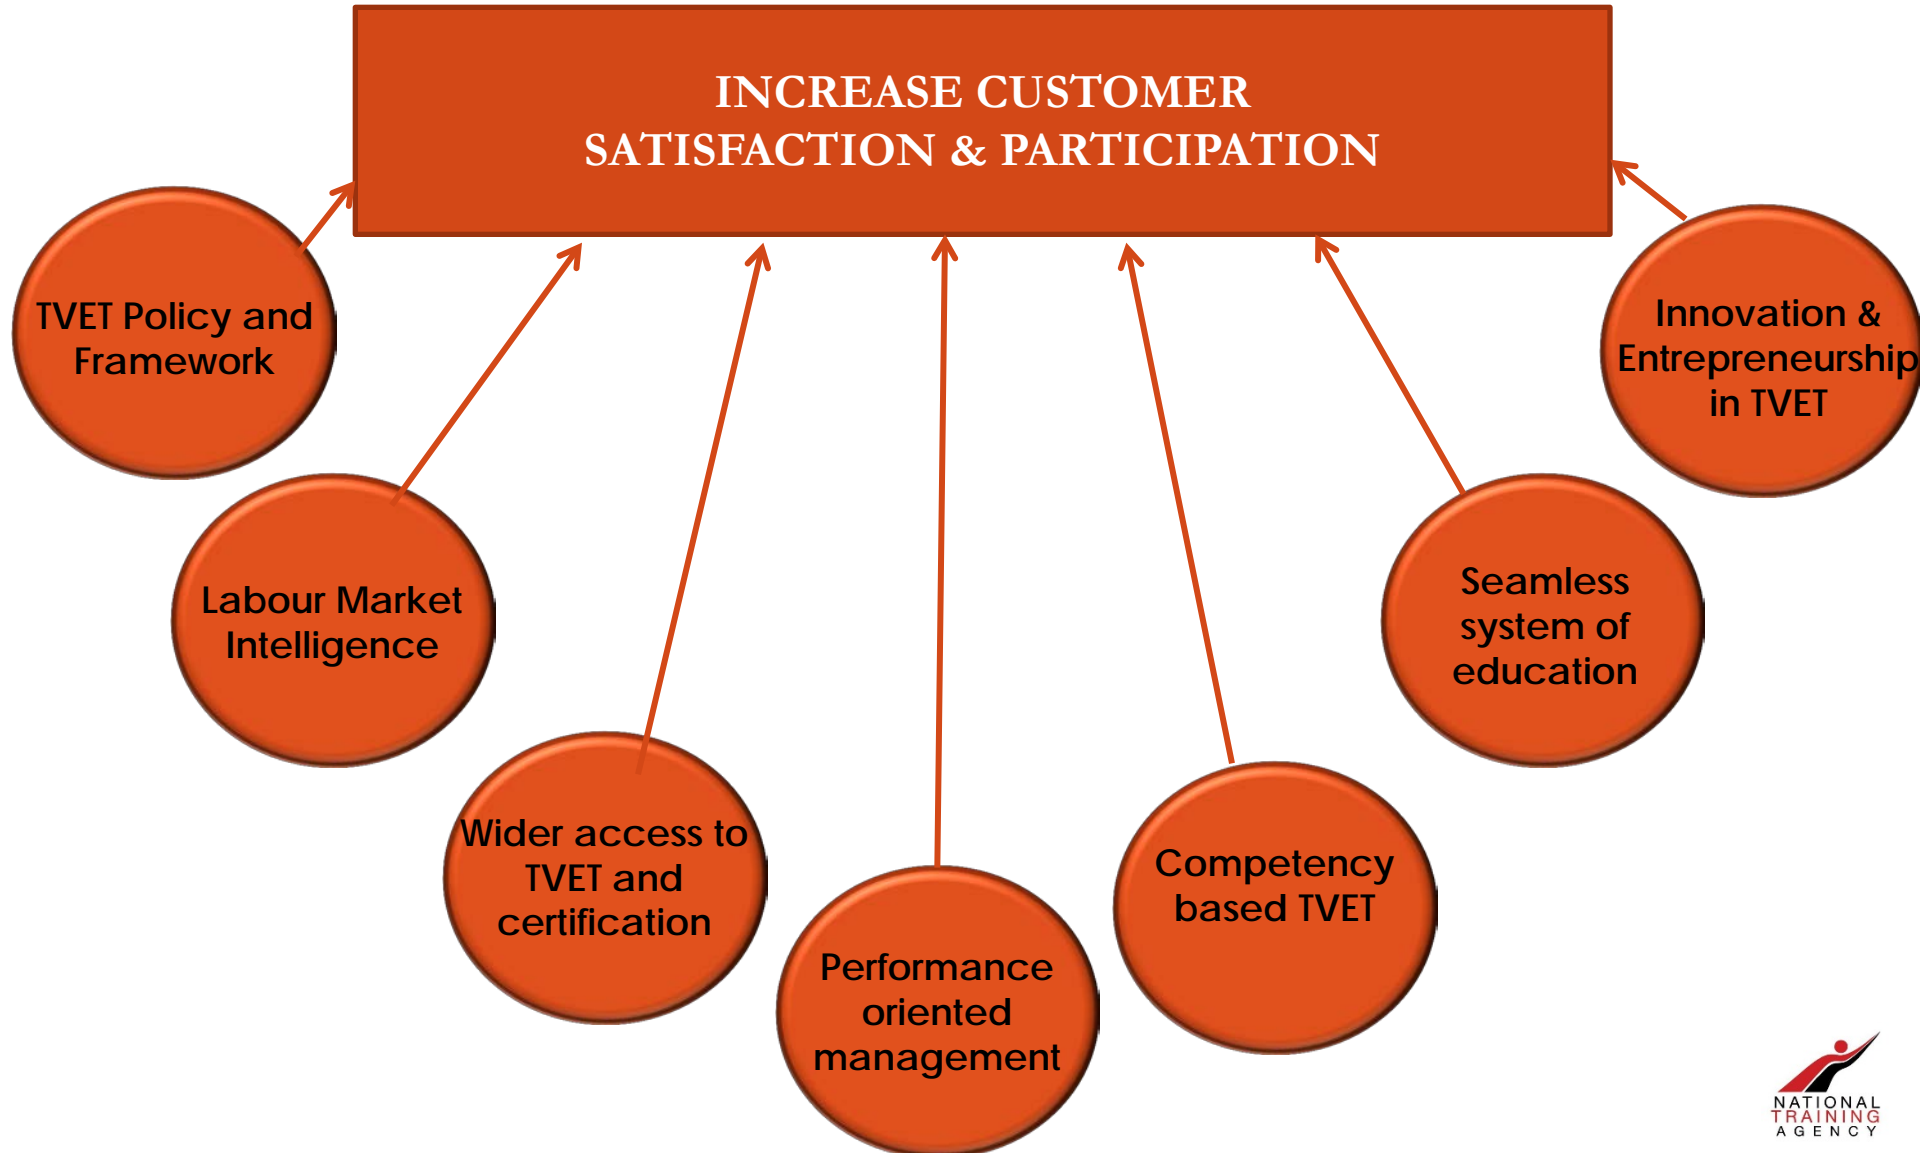 INCREASE CUSTOMER
SATISFACTION & PARTICIPATION
TVET Policy and
Framework
Labour Market
Intelligence
Wider access to
TVET and
certification
Performance
oriented
management
Competency
based TVET
Seamless
system of
education
Innovation &
Entrepreneurship
in TVET
NATIONAL
TRAINING
AGENCY